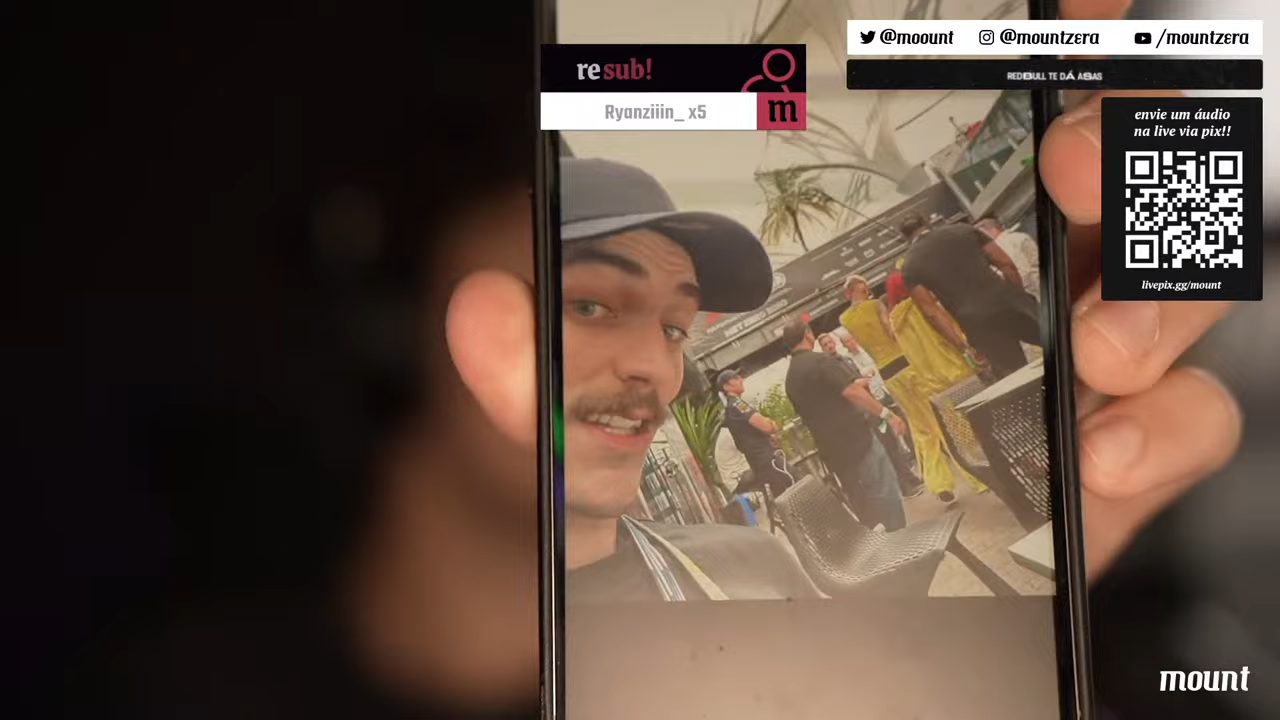 @moount @mountzera /mountzera
REDBULL TE DÁ ASAS
resub!
Ryanziiin_ x5
m
envie um áudio
na live via pix!!
livepix.gg/mount
mount